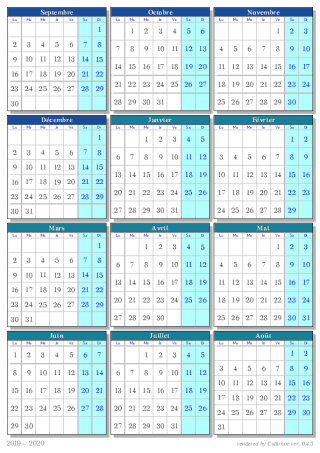 Septembre
Lu Ma Me Je Ve Sa Di
1
2 3 4 5 6 7 8
9 10 11 12 13 14 15
16 17 18 19 20 21 22
23 24 25 26 27 28 29
30
Octobre
Lu Ma Me Je Ve Sa Di
1 2 3 4 5 6
7 8 9 10 11 12 13
14 15 16 17 18 19 20
21 22 23 24 25 26 27
28 29 30 31
Novembre
Lu Ma Me Je Ve Sa Di
1 2 3
4 5 6 7 8 9 10
11 12 13 14 15 16 17
18 19 20 21 22 23 24
25 26 27 28 29 30
Décembre
Lu Ma Me Je Ve Sa Di
1
2 3 4 5 6 7 8
9 10 11 12 13 14 15
16 17 18 19 20 21 22
23 24 25 26 27 28 29
30 31
Janvier
Lu Ma Me Je Ve Sa Di
1 2 3 4 5
6 7 8 9 10 11 12
13 14 15 16 17 18 19
20 21 22 23 24 25 26
27 28 29 30 31
Février
Lu Ma Me Je Ve Sa Di
1 2
3 4 5 6 7 8 9
10 11 12 13 14 15 16
17 18 19 20 21 22 23
24 25 26 27 28 29
Mars
Lu Ma Me Je Ve Sa Di
1
2 3 4 5 6 7 8
9 10 11 12 13 14 15
16 17 18 19 20 21 22
23 24 25 26 27 28 29
30 31
Avril
Lu Ma Me Je Ve Sa Di
1 2 3 4 5
6 7 8 9 10 11 12
13 14 15 16 17 18 19
20 21 22 23 24 25 26
27 28 29 30
Mai
Lu Ma Me Je Ve Sa Di
1 2 3
4 5 6 7 8 9 10
11 12 13 14 15 16 17
18 19 20 21 22 23 24
25 26 27 28 29 30 31
Juin
Lu Ma Me Je Ve Sa Di
1 2 3 4 5 6 7
8 9 10 11 12 13 14
15 16 17 18 19 20 21
22 23 24 25 26 27 28
29 30
Juillet
Lu Ma Me Je Ve Sa Di
1 2 3 4 5
6 7 8 9 10 11 12
13 14 15 16 17 18 19
20 21 22 23 24 25 26
27 28 29 30 31
Août
Lu Ma Me Je Ve Sa Di
1 2
3 4 5 6 7 8 9
10 11 12 13 14 15 16
17 18 19 20 21 22 23
24 25 26 27 28 29 30
31
2019 – 2020
rendered by ver. 0.4.3